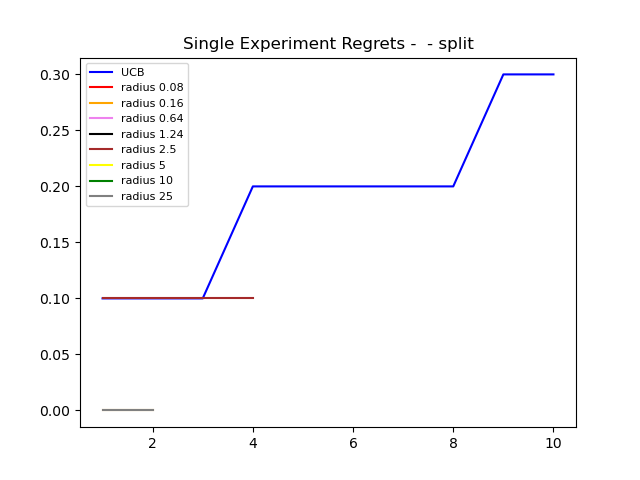 Single Experiment Regrets -  - split
UCB
radius 0.08
radius 0.16
radius 0.64
radius 1.24
radius 2.5
radius 5
radius 10
radius 25
0.30
0.25
0.20
0.15
0.10
0.05
0.00
2 4 6 8 10